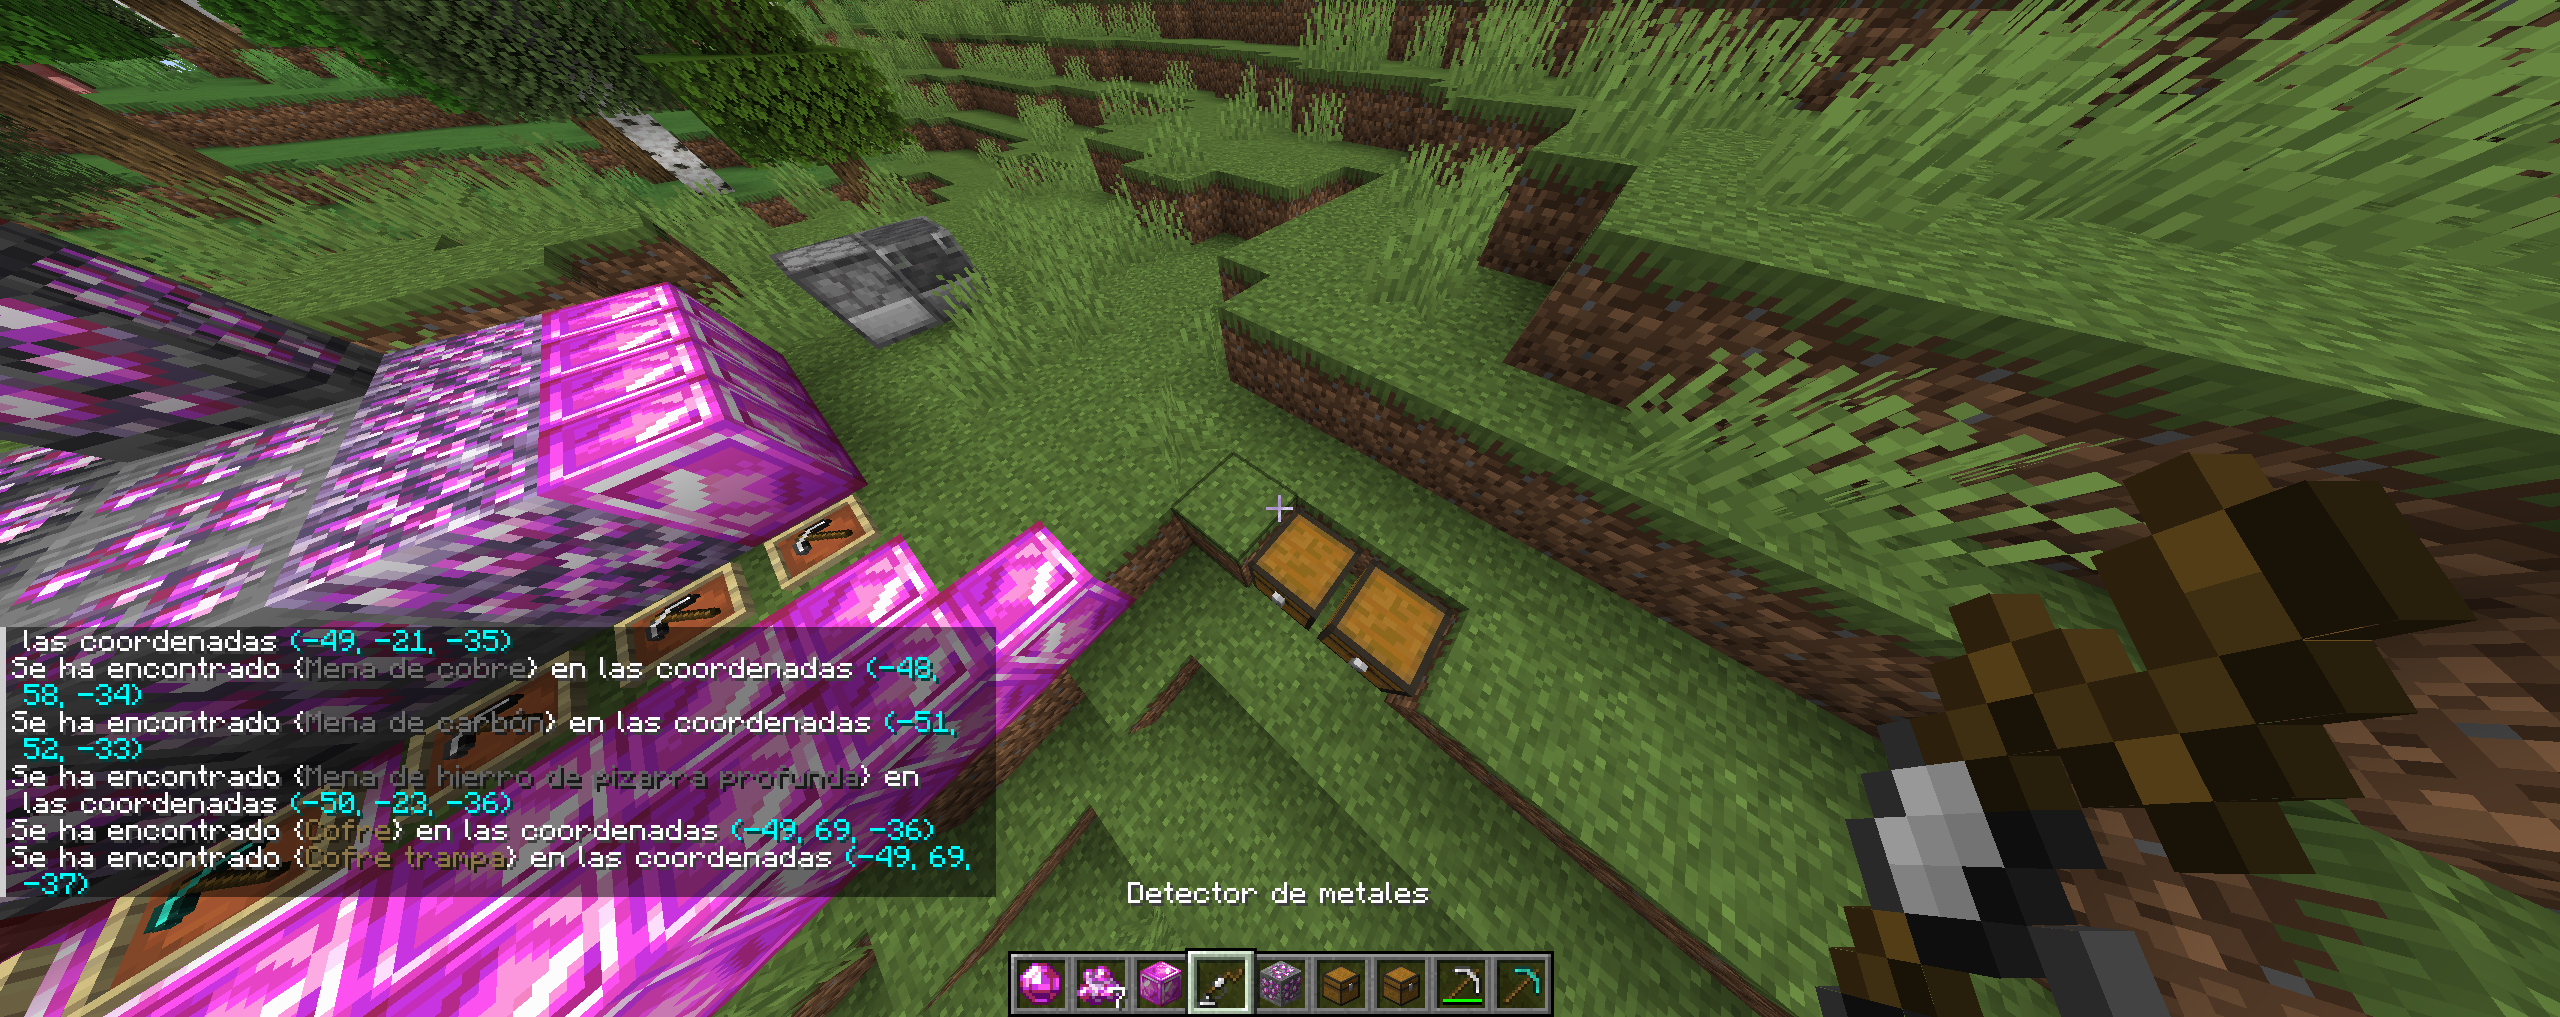 las coordenadas (-49, -21, -35)
Se ha encontrado {Mena de cobre} en las coordenadas (-48,
58, -34)
Se ha encontrado {Mena de carbón} en las coordenadas (-51,
52, -33)
Se ha encontrado {Mena de hierro de pizarra profunda} en
las coordenadas (-50, -23, -36)
Se ha encontrado {Cofre} en las coordenadas (-49, 69, -36)
Se ha encontrado {Cofre trampa} en las coordenadas (-49, 69,
-37)
Detector de metales
7